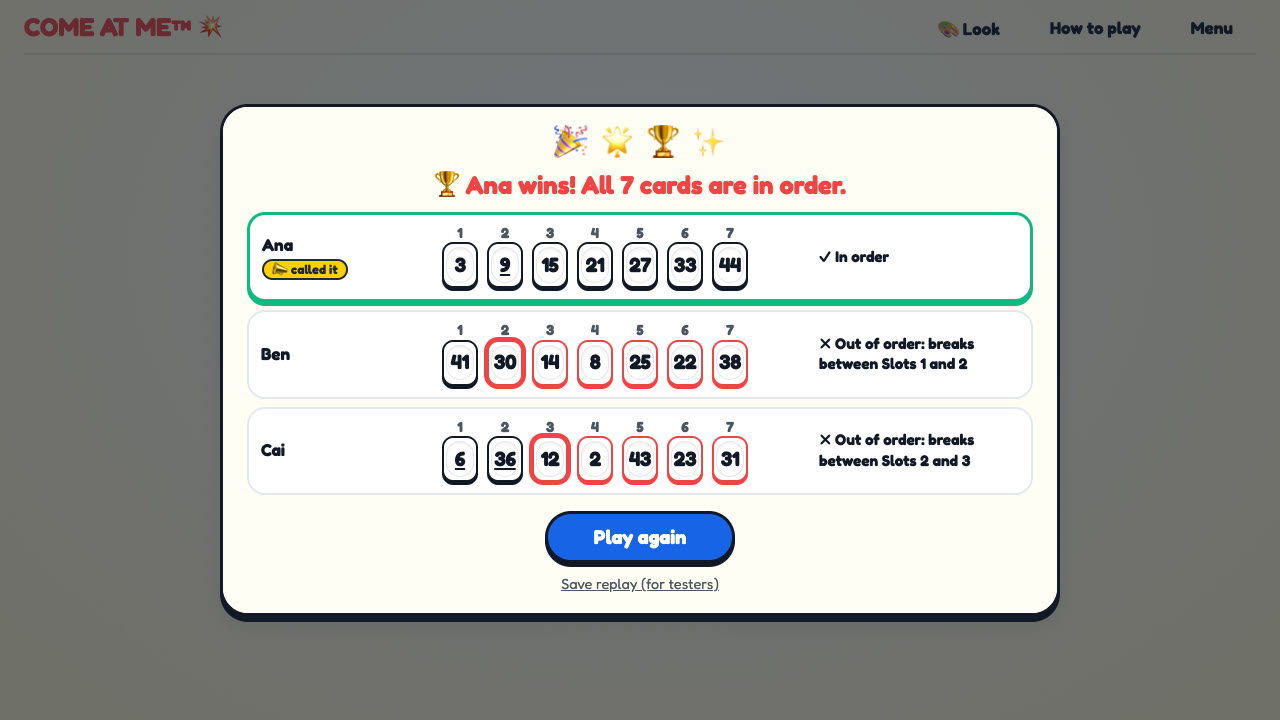 COME AT ME™
Look
How to play
Menu
Ana wins! All 7 cards are in order.
Ana
called it
1 2 3 4 5 6 7
3 9 15 21 27 33 44
✓ In order
Ben
1 2 3 4 5 6 7
41 30 14 8 25 22 38
✕ Out of order: breaks
between Slots 1 and 2
Cai
1 2 3 4 5 6 7
6 36 12 2 43 23 31
✕ Out of order: breaks
between Slots 2 and 3
Play again
Save replay (for testers)